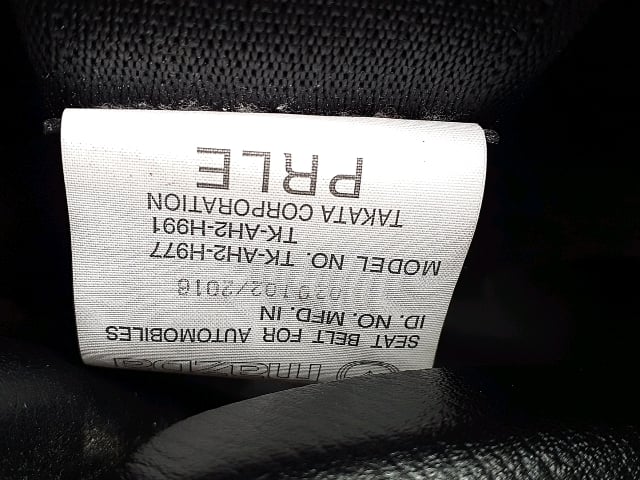 mazda
SEAT BELT FOR AUTOMOBILES
ID. NO. MFD. IN
MODEL NO. TK-AH2-H977
TK-AH2-H991
TAKATA CORPORATION
PRLE